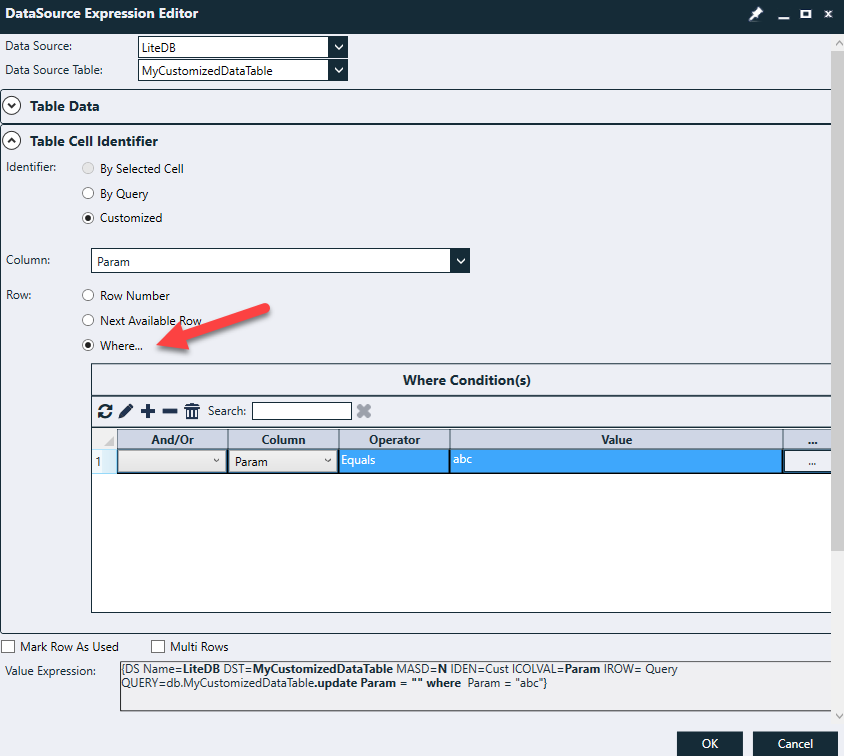 DataSource Expression Editor
Data Source: LiteDB
Data Source Table: MyCustomizedDataTable
Table Data
Table Cell Identifier
Identifier: By Selected Cell
By Query
Customized
Column: Param
Row: Row Number
Next Available Row
Where...
Where Condition(s)
Search:
And/Or Column Operator Value ...
1 Param Equals abc ...
Mark Row As Used Multi Rows
Value Expression: {DS Name=LiteDB DST=MyCustomizedDataTable MASD=N IDEN=Cust ICOLVAL=Param IROW= Query
QUERY=db.MyCustomizedDataTable.update Param = "" where Param = "abc"}
OK Cancel